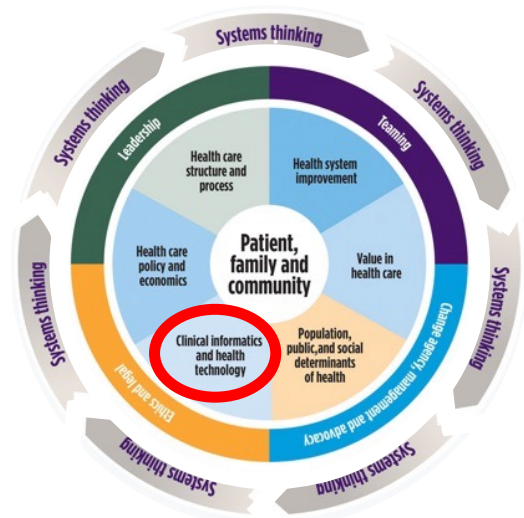 Systems thinking
Systems thinking
Systems thinking
Leadership
Teaming
Health care
structure and
process
Health system
improvement
Patient,
family and
community
Health care
policy and
economics
Value in
health care
Clinical informatics
and health
technology
Population,
public,and social
determinants
of health
Systems thinking
Systems thinking
Ethics and legal
Change agency, management and advocacy
Systems thinking
Systems thinking